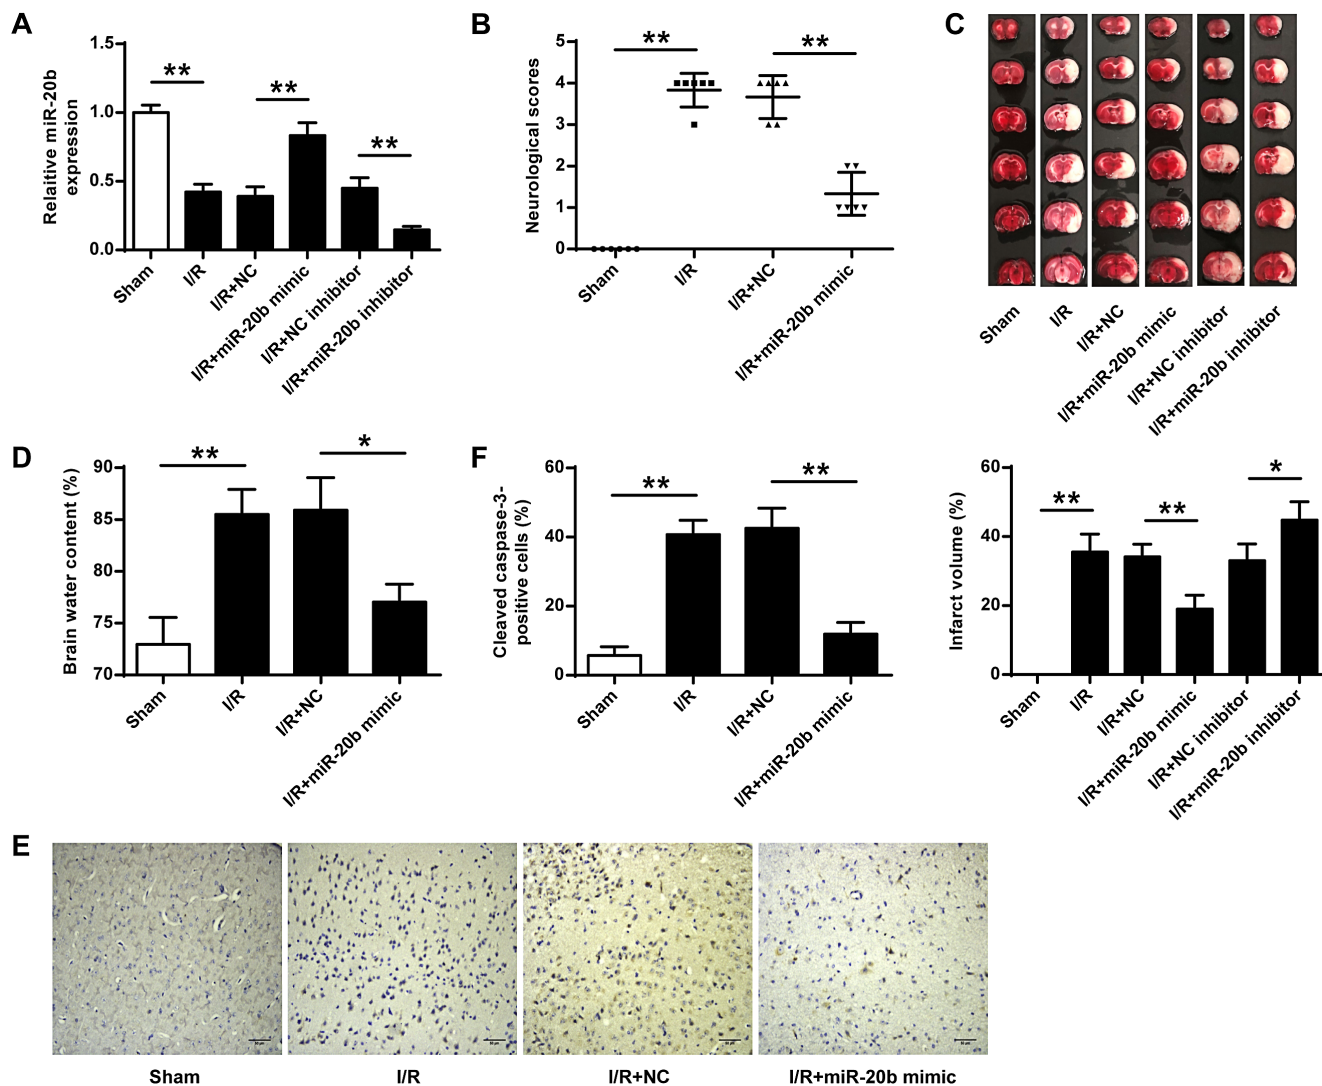 A
Relaitive miR-20b
expression
1.5
1.0
0.5
0.0
**
**
**
Sham
I/R
I/R+NC
I/R+miR-20b mimic
I/R+NC inhibitor
I/R+miR-20b inhibitor
B
Neurological scores
5
4
3
2
1
0
**
**
Sham
I/R
I/R+NC
I/R+miR-20b mimic
C
Sham
I/R
I/R+NC
I/R+miR-20b mimic
I/R+NC inhibitor
I/R+miR-20b inhibitor
D
Brain water content (%)
90
85
80
75
70
**
*
Sham
I/R
I/R+NC
I/R+miR-20b mimic
F
Cleaved caspase-3-
positive cells (%)
60
40
20
0
**
**
Sham
I/R
I/R+NC
I/R+miR-20b mimic
Infarct volume (%)
60
40
20
0
**
**
*
Sham
I/R
I/R+NC
I/R+miR-20b mimic
I/R+NC inhibitor
I/R+miR-20b inhibitor
E
Sham
I/R
I/R+NC
I/R+miR-20b mimic